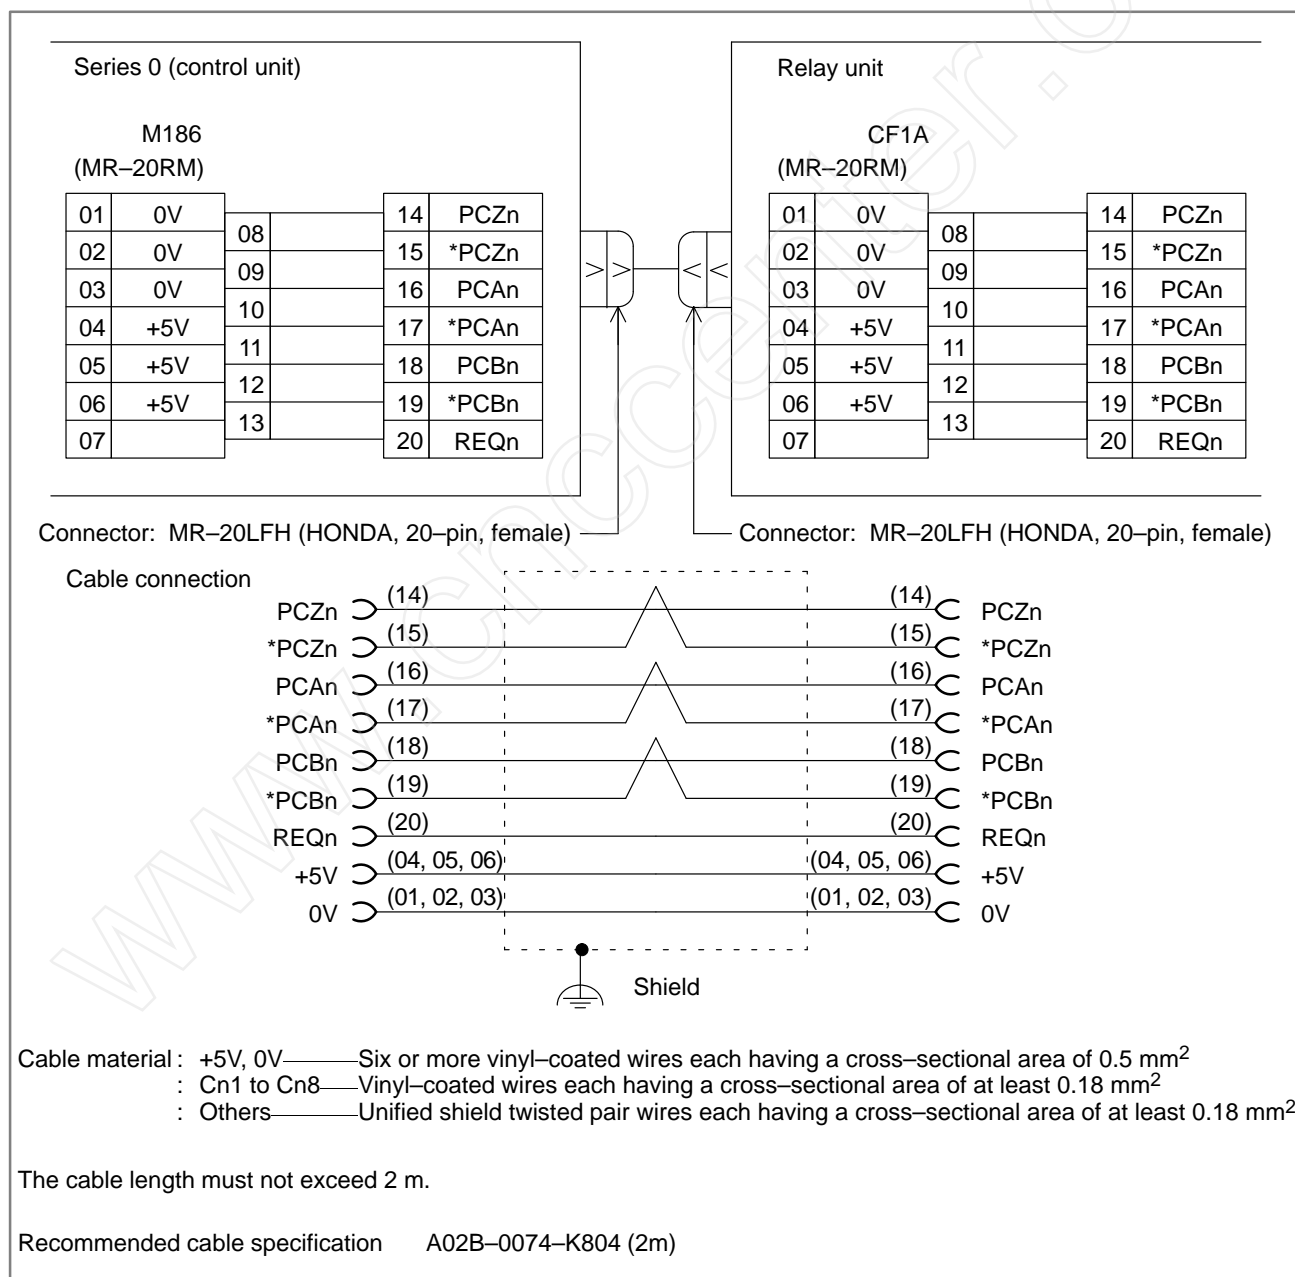 Series 0 (control unit)
Relay unit
M186
(MR–20RM)
CF1A
(MR–20RM)
01 0V
02 0V
03 0V
04 +5V
05 +5V
06 +5V
07
08
09
10
11
12
13
14 PCZn
15 *PCZn
16 PCAn
17 *PCAn
18 PCBn
19 *PCBn
20 REQn
01 0V
02 0V
03 0V
04 +5V
05 +5V
06 +5V
07
08
09
10
11
12
13
14 PCZn
15 *PCZn
16 PCAn
17 *PCAn
18 PCBn
19 *PCBn
20 REQn
Connector: MR–20LFH (HONDA, 20–pin, female)
Connector: MR–20LFH (HONDA, 20–pin, female)
Cable connection
PCZn (14) (14) PCZn
*PCZn (15) (15) *PCZn
PCAn (16) (16) PCAn
*PCAn (17) (17) *PCAn
PCBn (18) (18) PCBn
*PCBn (19) (19) *PCBn
REQn (20) (20) REQn
+5V (04, 05, 06) (04, 05, 06) +5V
0V (01, 02, 03) (01, 02, 03) 0V
Shield
Cable material : +5V, 0V Six or more vinyl–coated wires each having a cross–sectional area of 0.5 mm2
: Cn1 to Cn8 Vinyl–coated wires each having a cross–sectional area of at least 0.18 mm2
: Others Unified shield twisted pair wires each having a cross–sectional area of at least 0.18 mm2
The cable length must not exceed 2 m.
Recommended cable specification A02B–0074–K804 (2m)